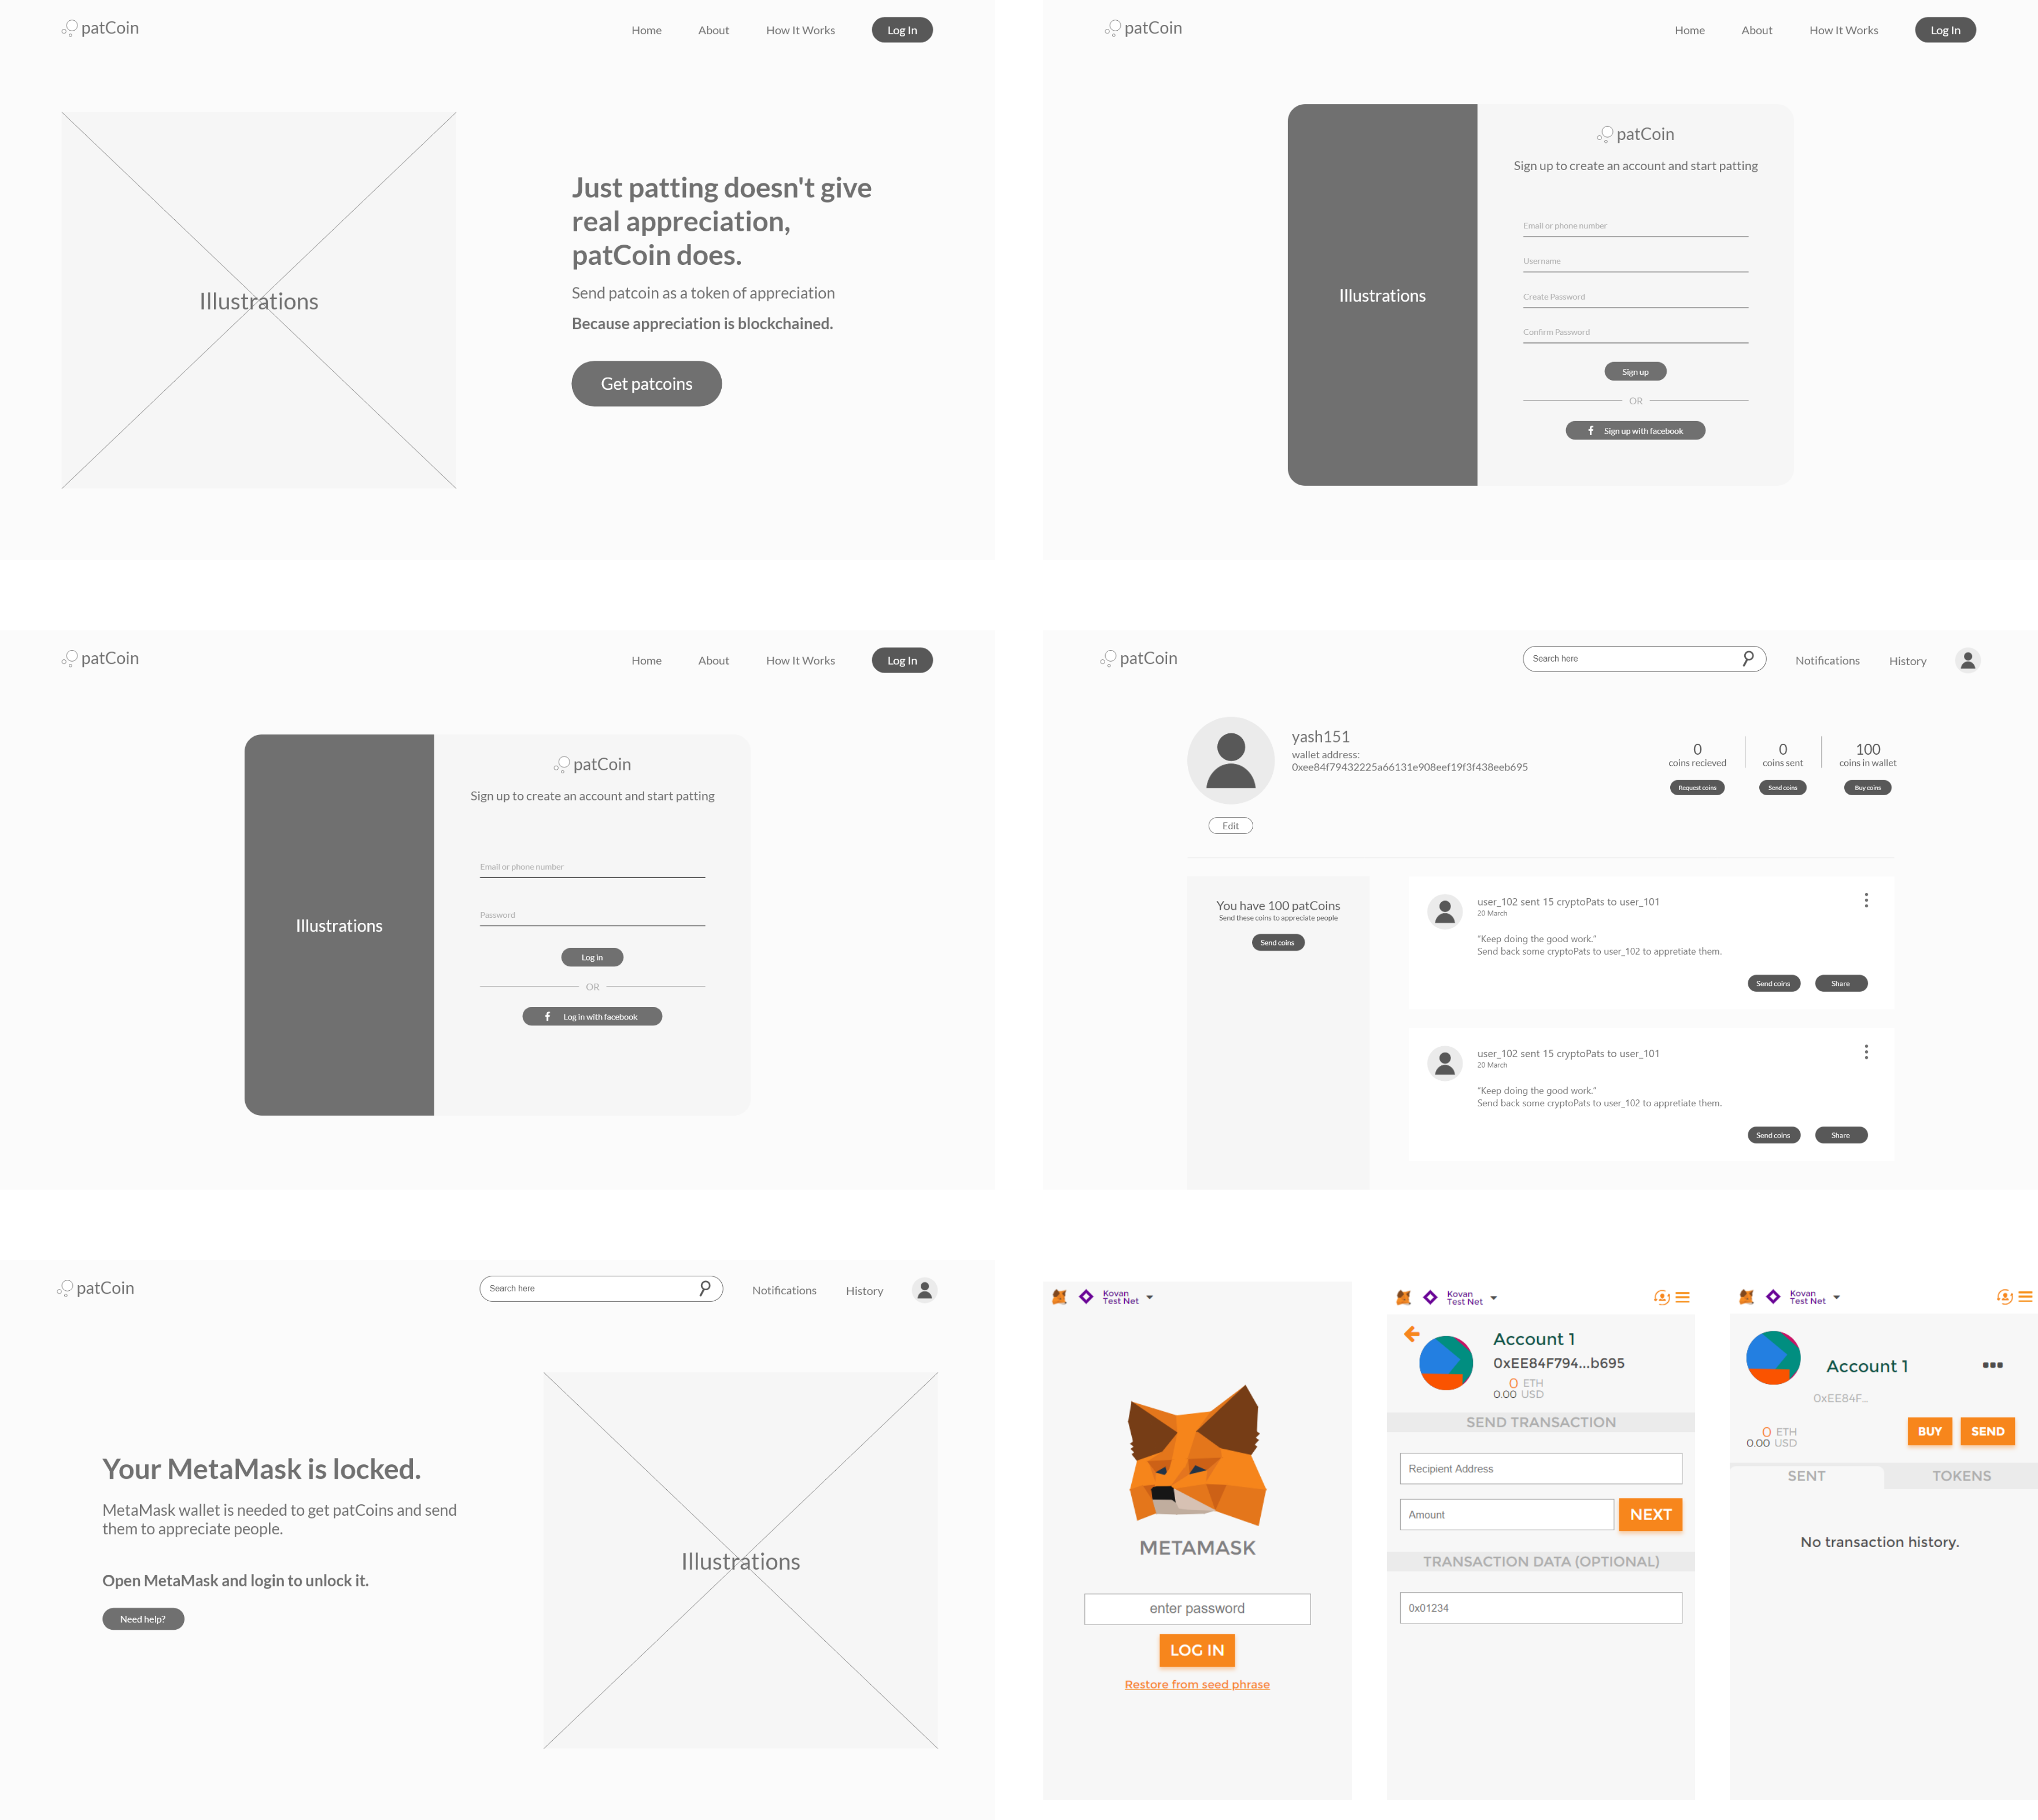 patCoin
Home
About
How It Works
Log In
Illustrations
Just patting doesn't give
real appreciation,
patCoin does.
Send patcoin as a token of appreciation
Because appreciation is blockchained.
Get patcoins
patCoin
Home
About
How It Works
Log In
Illustrations
patCoin
Sign up to create an account and start patting
Email or phone number
Username
Create Password
Confirm Password
Sign up
OR
Sign up with facebook
patCoin
Home
About
How It Works
Log In
Illustrations
patCoin
Sign up to create an account and start patting
Email or phone number
Password
Log in
OR
Log in with facebook
patCoin
Search here
Notifications
History
yash151
wallet address:
0xee84f79432225a66131e908eef19f3f438eeb695
Edit
0
coins recieved
Request coins
0
coins sent
Send coins
100
coins in wallet
Buy coins
You have 100 patCoins
Send these coins to appreciate people
Send coins
user_102 sent 15 cryptoPats to user_101
20 March
"Keep doing the good work."
Send back some cryptoPats to user_102 to appretiate them.
Send coins
Share
user_102 sent 15 cryptoPats to user_101
20 March
"Keep doing the good work."
Send back some cryptoPats to user_102 to appretiate them.
Send coins
Share
patCoin
Search here
Notifications
History
Your MetaMask is locked.
MetaMask wallet is needed to get patCoins and send
them to appreciate people.
Open MetaMask and login to unlock it.
Need help?
Illustrations
Kovan
Test Net
METAMASK
enter password
LOG IN
Restore from seed phrase
Kovan
Test Net
Account 1
0xEE84F794...b695
0 ETH
0.00 USD
SEND TRANSACTION
Recipient Address
Amount
NEXT
TRANSACTION DATA (OPTIONAL)
0x01234
Kovan
Test Net
Account 1
0xEE84F...
0 ETH
0.00 USD
BUY
SEND
SENT
TOKENS
No transaction history.